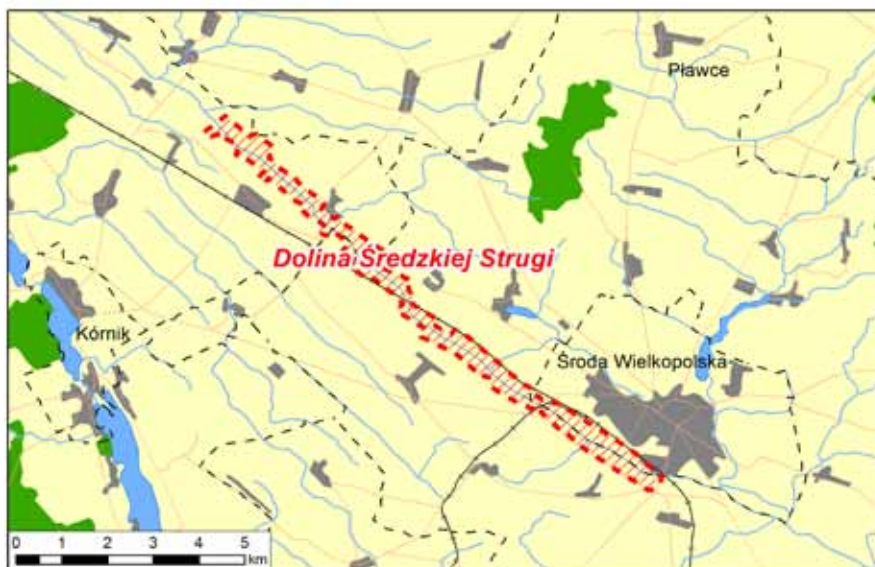 Pławce
Dolina Średzkiej Strugi
Kórnik
Środa Wielkopolska
0 1 2 3 4 5
km